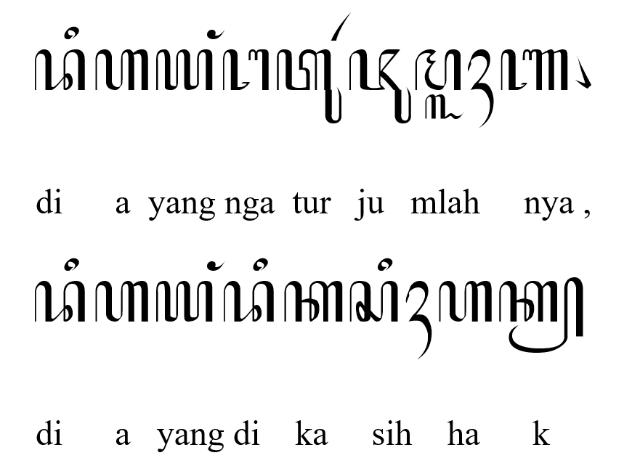 ꦢꦶꦲꦪꦁꦔꦠꦸꦂꦗꦸꦩ꧀ꦭꦃꦚ꧈
di a yang nga tur ju mlah nya ,
ꦢꦶꦲꦪꦁꦢꦶꦏꦱꦶꦃꦲꦏ꧀
di a yang di ka sih ha k